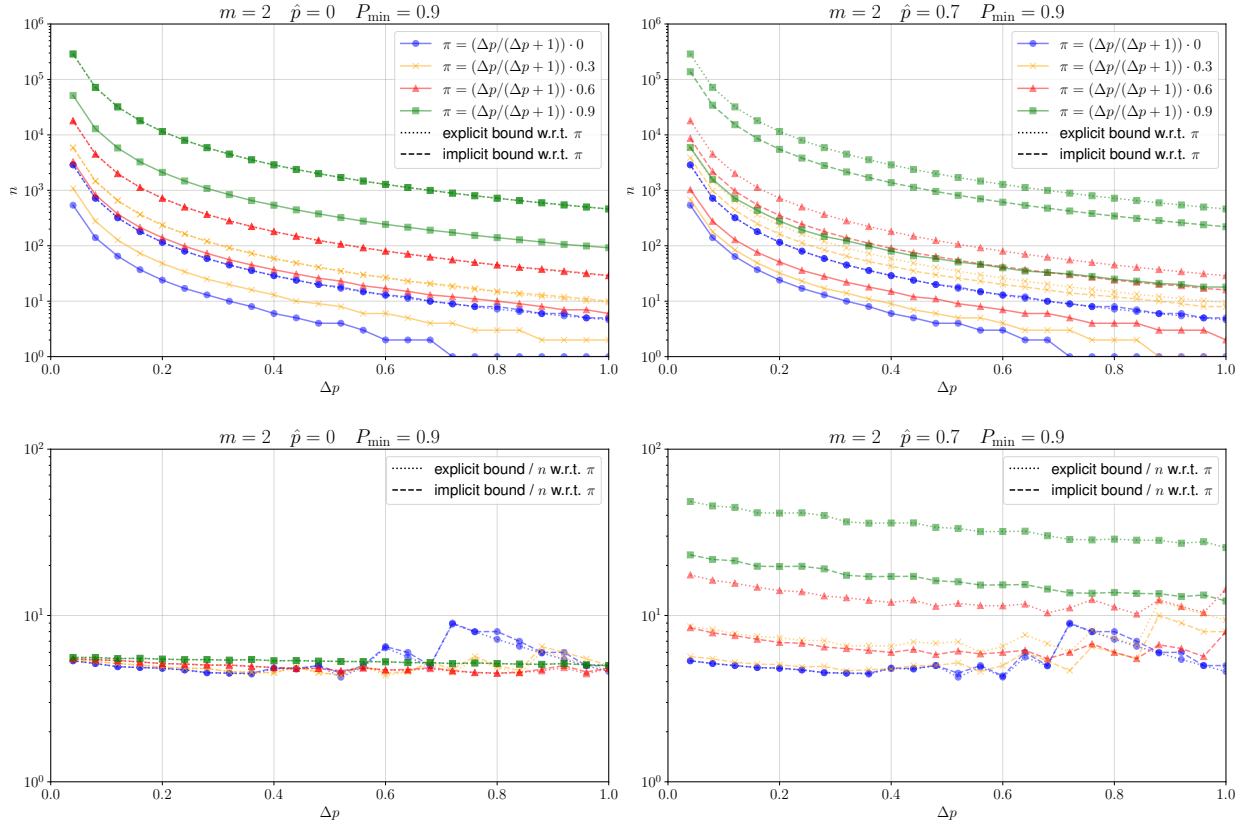 m = 2  p̂ = 0  P_min = 0.9
10^6
10^5
10^4
n 10^3
10^2
10^1
10^0
π = (Δp/(Δp + 1)) · 0
π = (Δp/(Δp + 1)) · 0.3
π = (Δp/(Δp + 1)) · 0.6
π = (Δp/(Δp + 1)) · 0.9
explicit bound w.r.t. π
implicit bound w.r.t. π
0.0 0.2 0.4 0.6 0.8 1.0
Δp
m = 2  p̂ = 0.7  P_min = 0.9
10^6
10^5
10^4
n 10^3
10^2
10^1
10^0
π = (Δp/(Δp + 1)) · 0
π = (Δp/(Δp + 1)) · 0.3
π = (Δp/(Δp + 1)) · 0.6
π = (Δp/(Δp + 1)) · 0.9
explicit bound w.r.t. π
implicit bound w.r.t. π
0.0 0.2 0.4 0.6 0.8 1.0
Δp
m = 2  p̂ = 0  P_min = 0.9
10^2
10^1
10^0
explicit bound / n w.r.t. π
implicit bound / n w.r.t. π
0.0 0.2 0.4 0.6 0.8 1.0
Δp
m = 2  p̂ = 0.7  P_min = 0.9
10^2
10^1
10^0
explicit bound / n w.r.t. π
implicit bound / n w.r.t. π
0.0 0.2 0.4 0.6 0.8 1.0
Δp